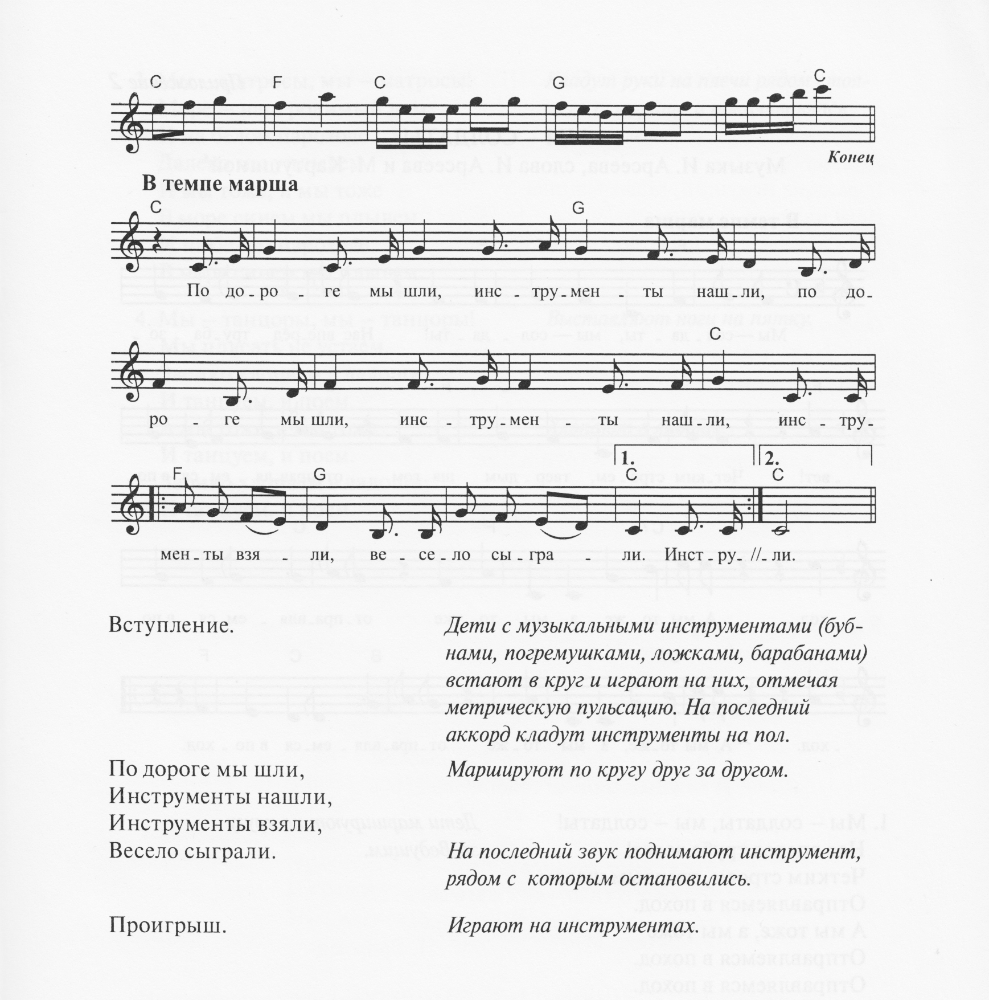 C F C G C
Конец
В темпе марша
C G
По до - ро - ге мы шли, инс - тру - мен - ты наш - ли, по до -
C
ро - ге мы шли, инс - тру - мен - ты наш - ли, инс - тру -
1. 2.
F G C C
мен - ты взя - ли, ве - се - ло сы - гра - ли. Инст - ру - // - ли.
Вступление. Дети с музыкальными инструментами (буб-
нами, погремушками, ложками, барабанами)
встают в круг и играют на них, отмечая
метрическую пульсацию. На последний
аккорд кладут инструменты на пол.
По дороге мы шли, Маршируют по кругу друг за другом.
Инструменты нашли,
Инструменты взяли,
Весело сыграли. На последний звук поднимают инструмент,
рядом с которым остановились.
Проигрыш. Играют на инструментах.